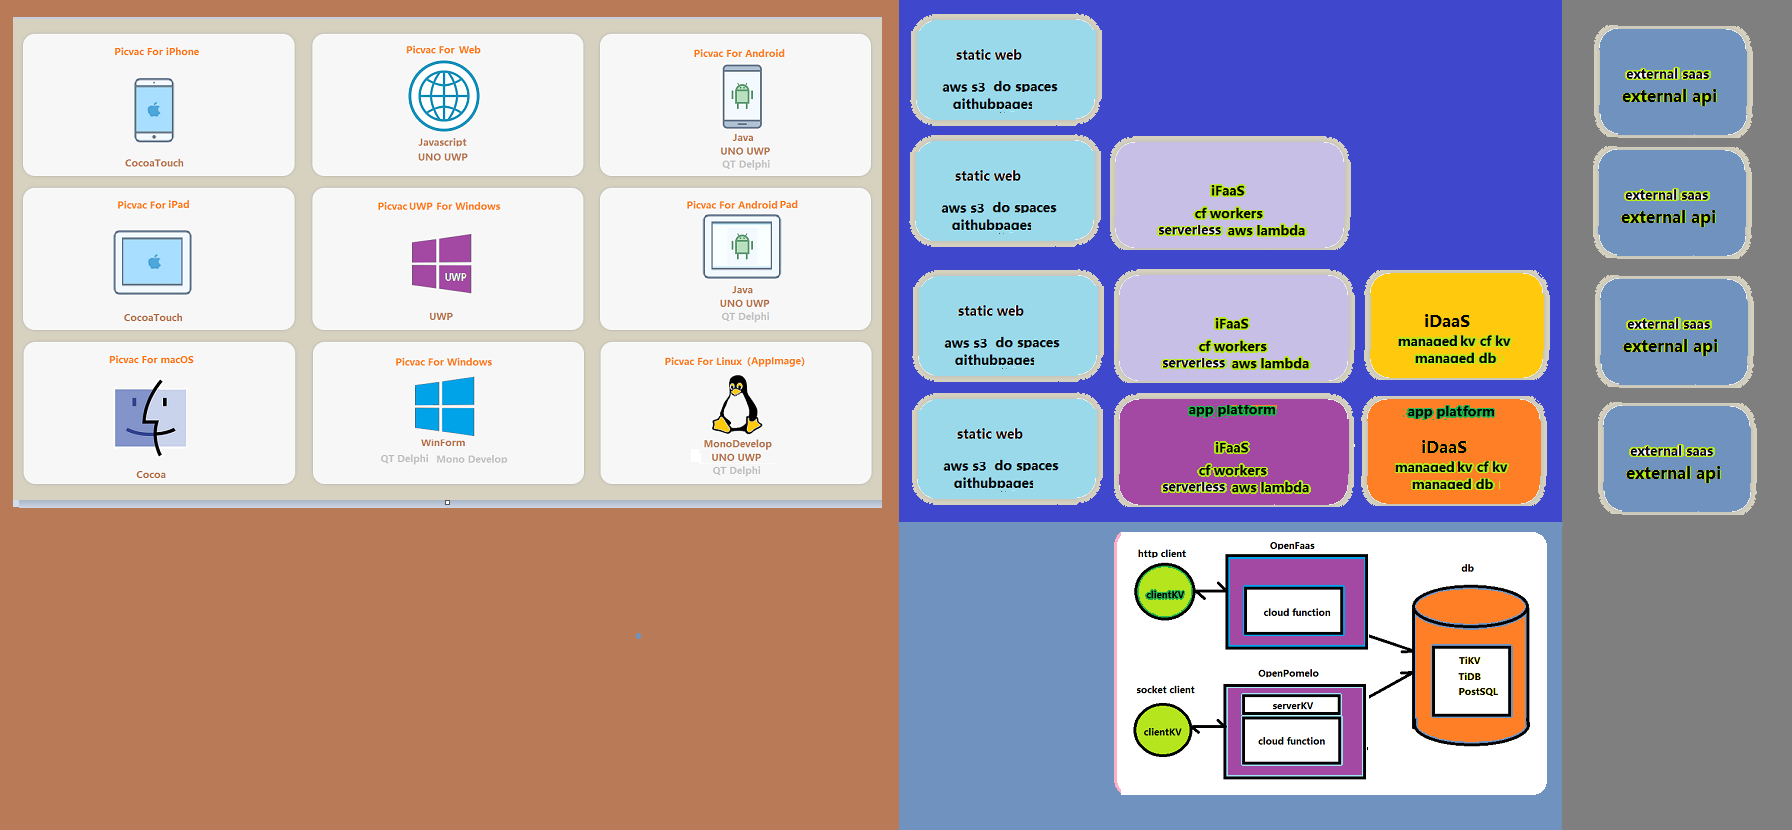 Picvac For iPhone
CocoaTouch
Picvac For Web
Javascript
UNO UWP
Picvac For Android
Java
UNO UWP
QT Delphi
Picvac For iPad
CocoaTouch
Picvac UWP For Windows
UWP
UWP
Picvac For Android Pad
Java
UNO UWP
QT Delphi
Picvac For macOS
Cocoa
Picvac For Windows
WinForm
QT Delphi Mono Develop
Picvac For Linux (AppImage)
MonoDevelop
UNO UWP
QT Delphi
static web
aws s3 do spaces
githubpages
static web
aws s3 do spaces
githubpages
iFaaS
cf workers
serverless aws lambda
static web
aws s3 do spaces
githubpages
iFaaS
cf workers
serverless aws lambda
iDaaS
managed kv cf kv
managed db
static web
aws s3 do spaces
githubpages
app platform
iFaaS
cf workers
serverless aws lambda
app platform
iDaaS
managed kv cf kv
managed db
external saas
external api
external saas
external api
external saas
external api
external saas
external api
http client
clientKV
OpenFaas
cloud function
db
TiKV
TiDB
PostSQL
socket client
clientKV
OpenPomelo
serverKV
cloud function